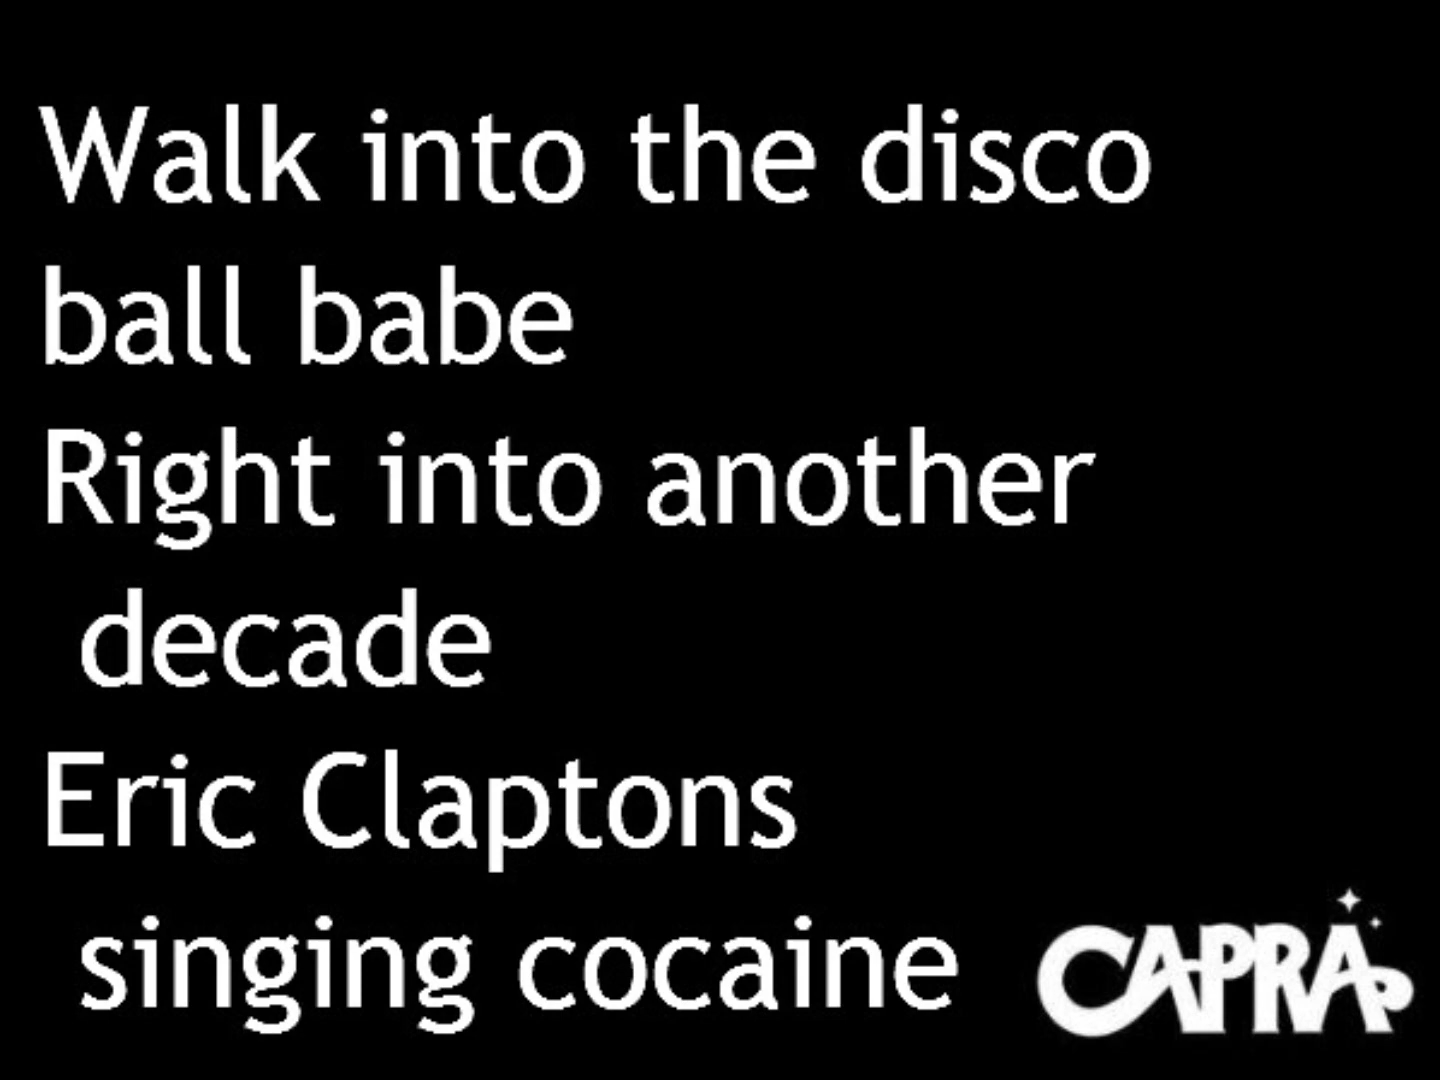 Walk into the disco
ball babe
Right into another
decade
Eric Claptons
singing cocaine
CAPRA